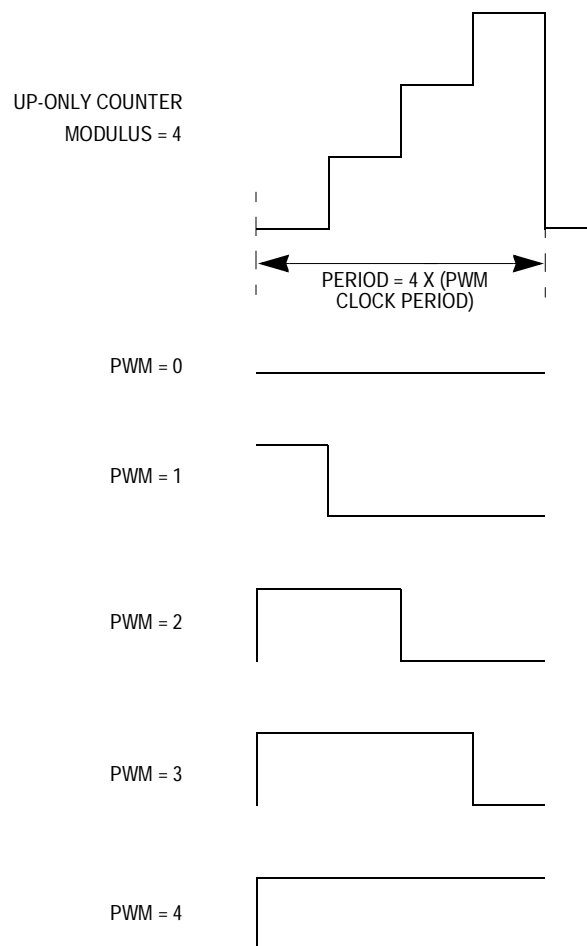 UP-ONLY COUNTER
MODULUS = 4
PERIOD = 4 X (PWM
CLOCK PERIOD)
PWM = 0
PWM = 1
PWM = 2
PWM = 3
PWM = 4